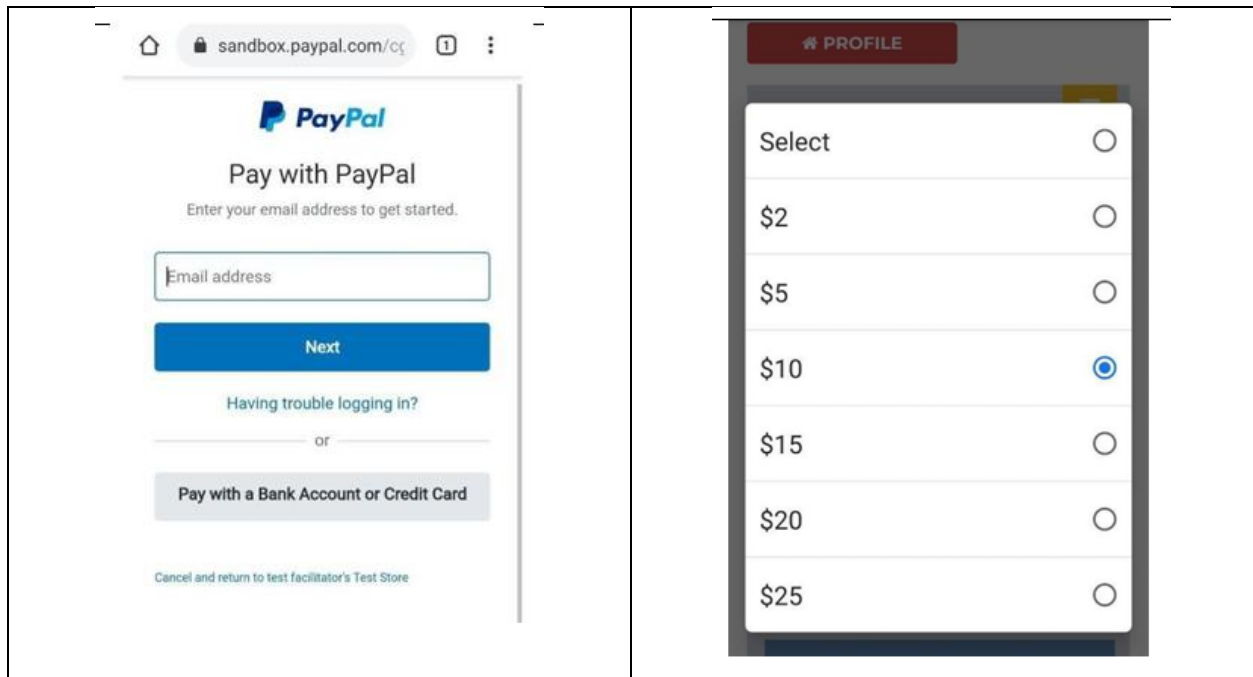 sandbox.paypal.com/cg
1
PayPal
Pay with PayPal
Enter your email address to get started.
Email address
Next
Having trouble logging in?
or
Pay with a Bank Account or Credit Card
Cancel and return to test facilitator's Test Store
PROFILE
Select
$2
$5
$10
$15
$20
$25